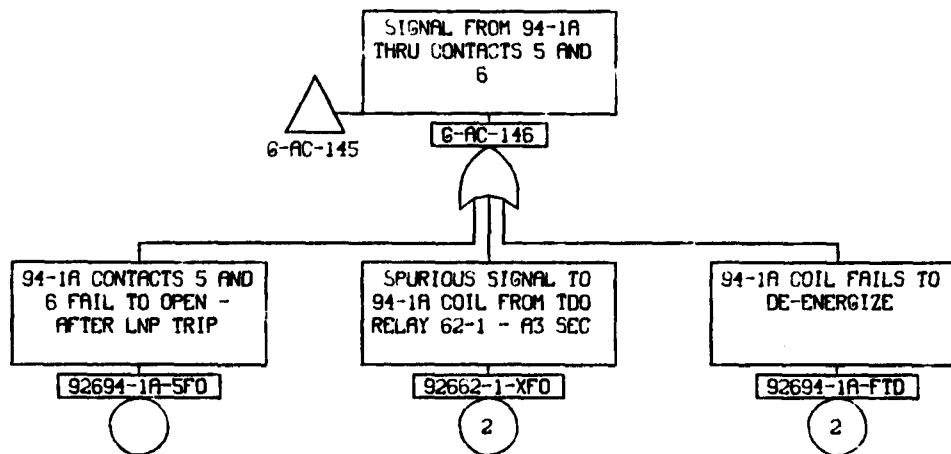 SIGNAL FROM 94-1A
THRU CONTACTS 5 AND
6
G-AC-145
G-AC-146
94-1A CONTACTS 5 AND
6 FAIL TO OPEN -
AFTER LNP TRIP
92694-1A-5FO
SPURIOUS SIGNAL TO
94-1A COIL FROM TDO
RELAY 62-1 - A3 SEC
92662-1-XFO
2
94-1A COIL FAILS TO
DE-ENERGIZE
92694-1A-FTD
2